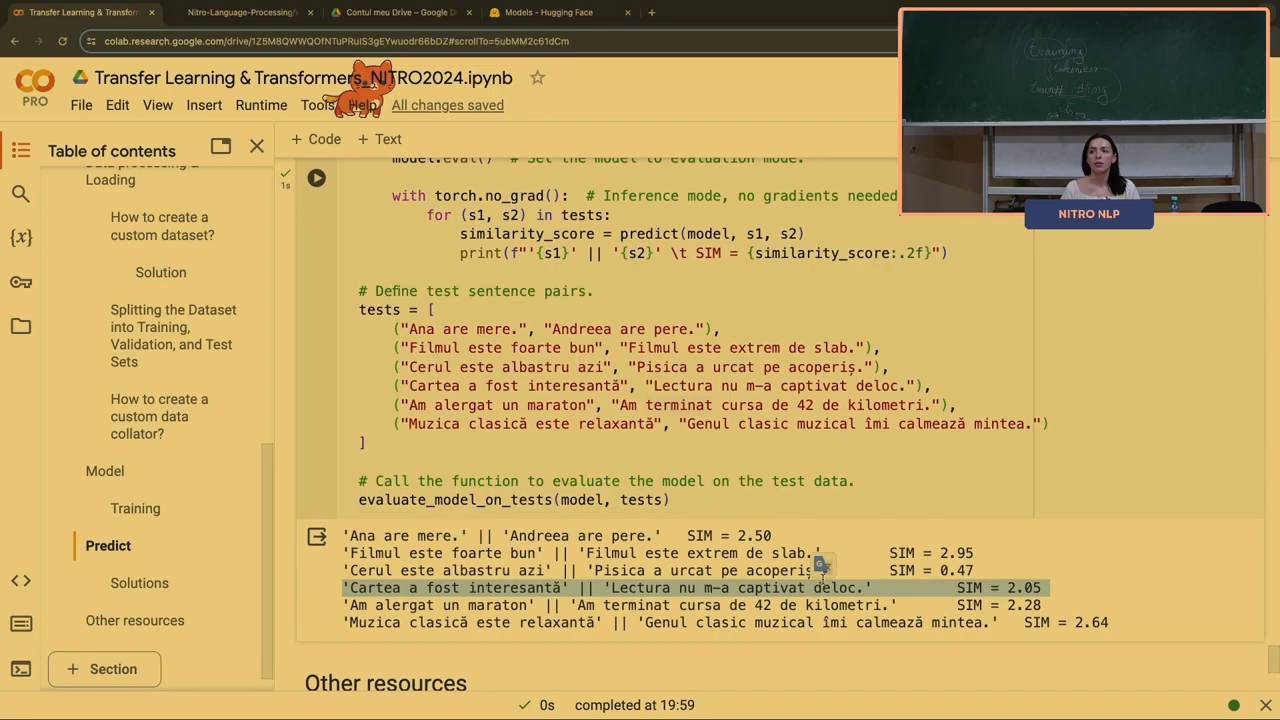 Transfer Learning & Transform
Nitro-Language-Processing/
Contul meu Drive – Google D
Models - Hugging Face
colab.research.google.com/drive/1Z5M8QWWQOfNTuPRuIS3gEYwuodr66bDZ#scrollTo=5ubMM2c61dCm
PRO
Transfer Learning & Transformers_NITRO2024.ipynb
File Edit View Insert Runtime Tools Help All changes saved
Table of contents
+ Code + Text
Data processing &
Loading
How to create a
custom dataset?
Solution
Splitting the Dataset
into Training,
Validation, and Test
Sets
How to create a
custom data
collator?
Model
Training
Predict
Solutions
Other resources
+ Section
1s
model.eval() # Set the model to evaluation mode.
with torch.no_grad(): # Inference mode, no gradients needed
for (s1, s2) in tests:
similarity_score = predict(model, s1, s2)
print(f"'{s1}' || '{s2}' \t SIM = {similarity_score:.2f}")
# Define test sentence pairs.
tests = [
("Ana are mere.", "Andreea are pere."),
("Filmul este foarte bun", "Filmul este extrem de slab."),
("Cerul este albastru azi", "Pisica a urcat pe acoperiș."),
("Cartea a fost interesantă", "Lectura nu m-a captivat deloc."),
("Am alergat un maraton", "Am terminat cursa de 42 de kilometri."),
("Muzica clasică este relaxantă", "Genul clasic muzical îmi calmează mintea.")
]
# Call the function to evaluate the model on the test data.
evaluate_model_on_tests(model, tests)
'Ana are mere.' || 'Andreea are pere.' SIM = 2.50
'Filmul este foarte bun' || 'Filmul este extrem de slab.' SIM = 2.95
'Cerul este albastru azi' || 'Pisica a urcat pe acoperiș SIM = 0.47
'Cartea a fost interesantă' || 'Lectura nu m-a captivat deloc.' SIM = 2.05
'Am alergat un maraton' || 'Am terminat cursa de 42 de kilometri.' SIM = 2.28
'Muzica clasică este relaxantă' || 'Genul clasic muzical îmi calmează mintea.' SIM = 2.64
Other resources
0s completed at 19:59
training
NITRO NLP